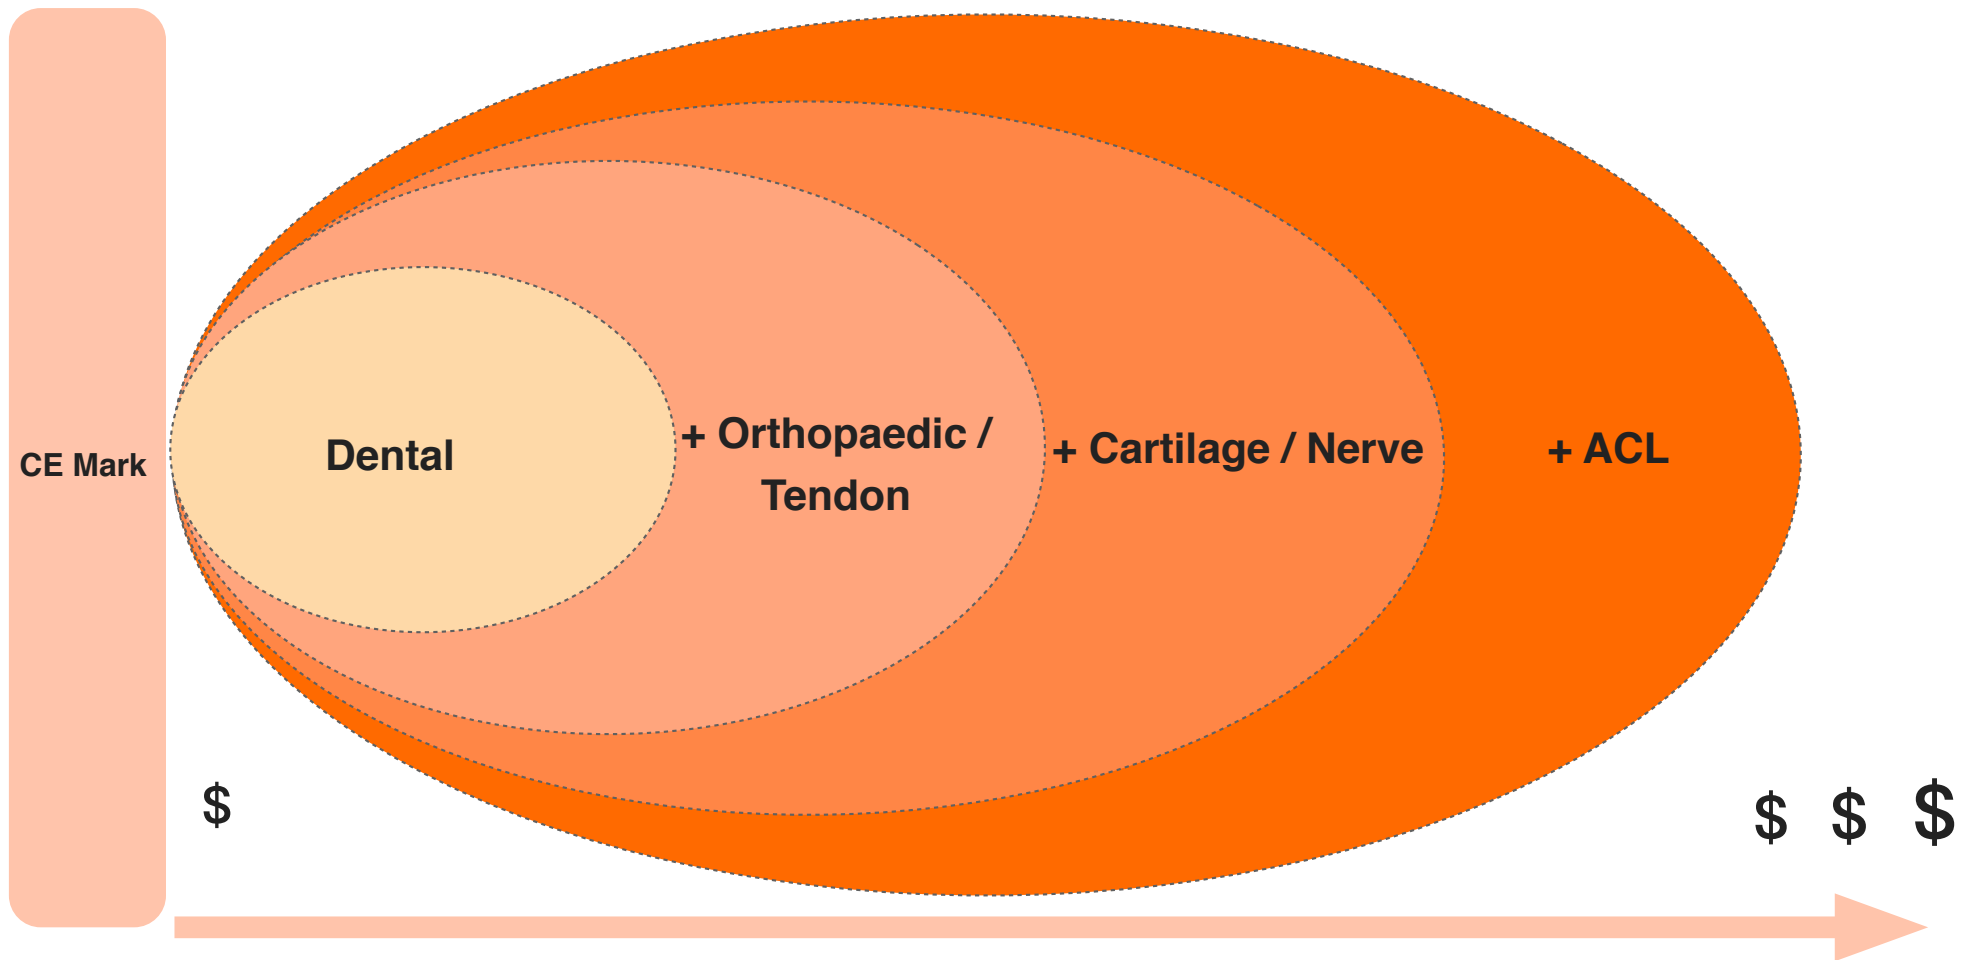 CE Mark
Dental
+ Orthopaedic /
Tendon
+ Cartilage / Nerve
+ ACL
$
$ $ $